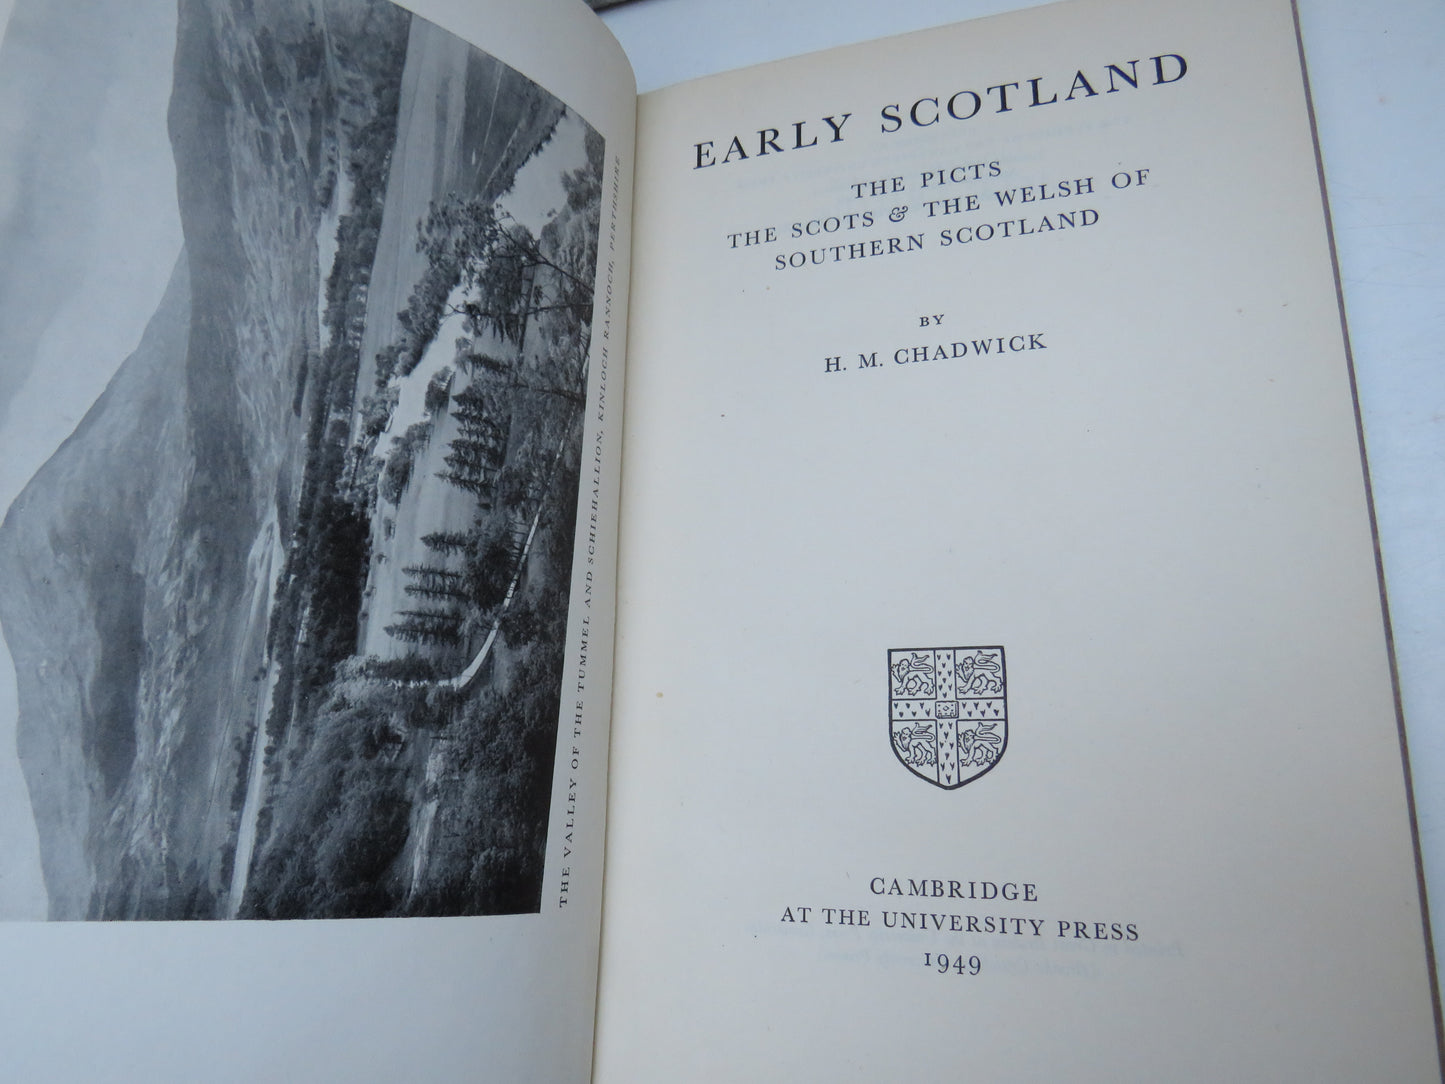 THE VALLEY OF THE TUMMEL AND SCHIEHALLION, KINLOCH RANNOCH, PERTHSHIRE
EARLY SCOTLAND
THE PICTS
THE SCOTS & THE WELSH OF
SOUTHERN SCOTLAND
BY
H. M. CHADWICK
CAMBRIDGE
AT THE UNIVERSITY PRESS
1949